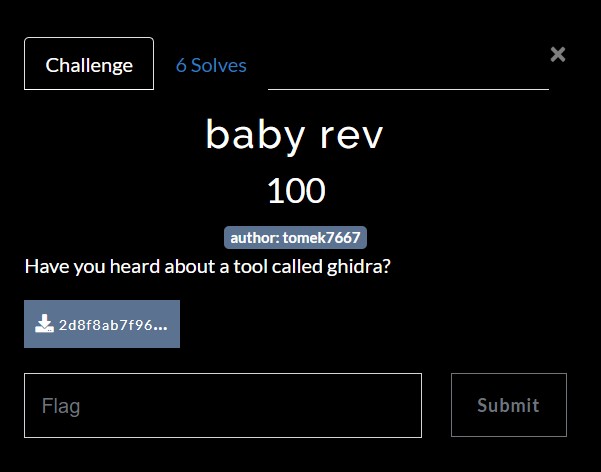 Challenge
6 Solves
×
baby rev
100
author: tomek7667
Have you heard about a tool called ghidra?
2d8f8ab7f96...
Flag
Submit